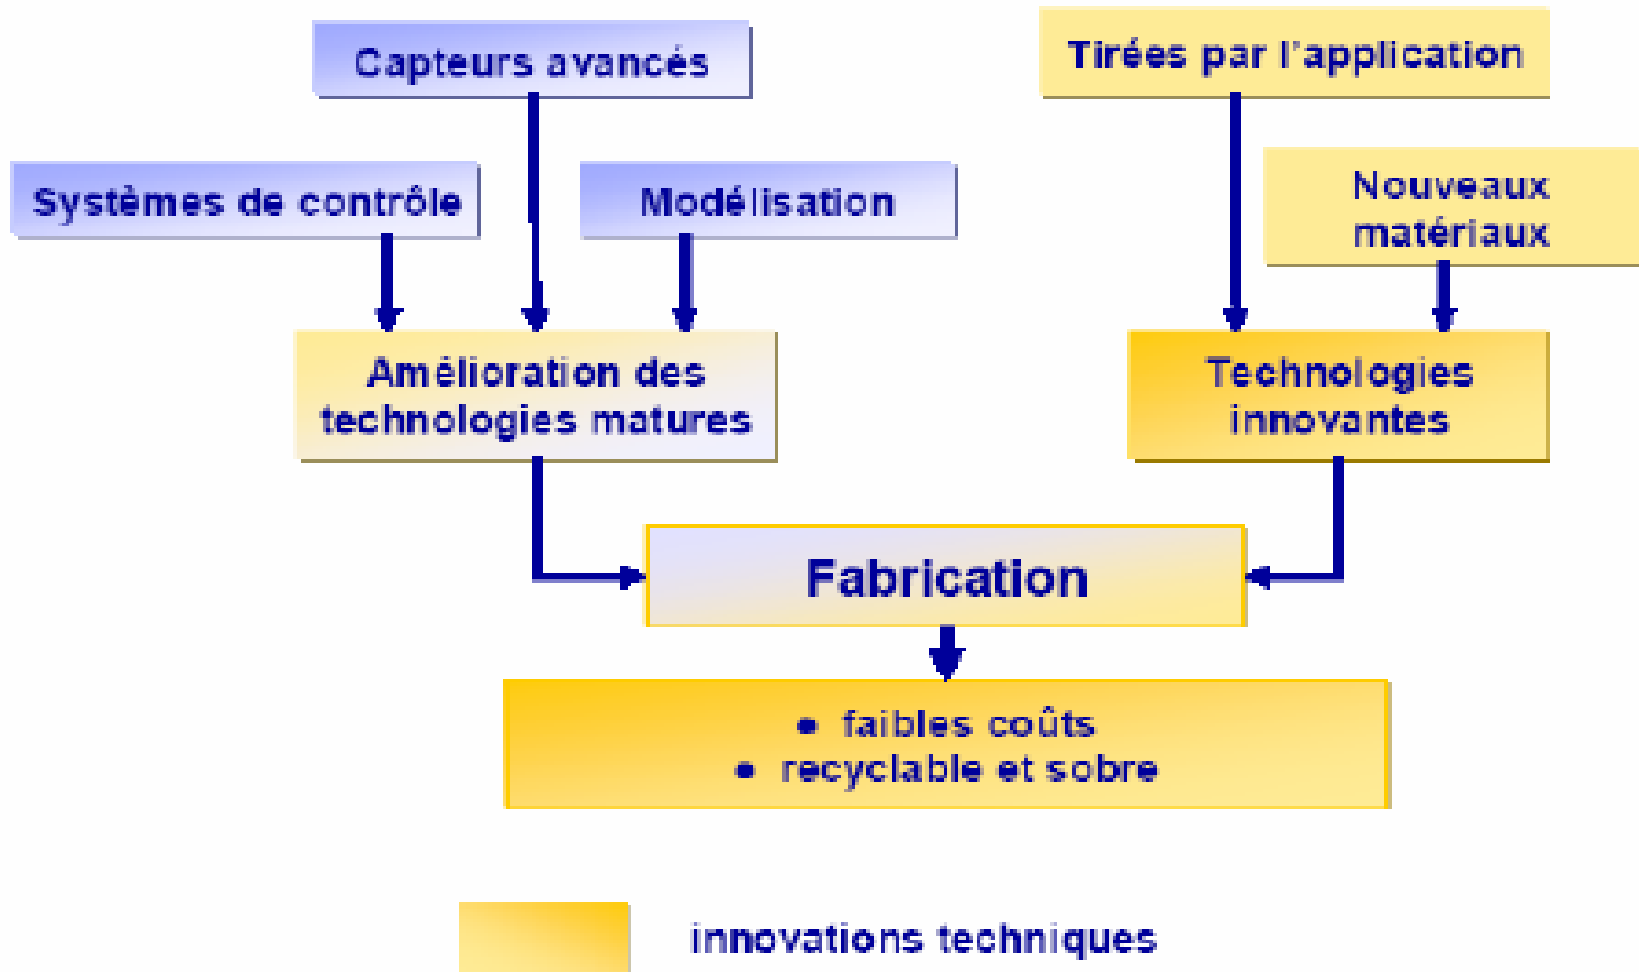 Capteurs avancés
Tirées par l'application
Systèmes de contrôle
Modélisation
Nouveaux
matériaux
Amélioration des
technologies matures
Technologies
innovantes
Fabrication
• faibles coûts
• recyclable et sobre
innovations techniques